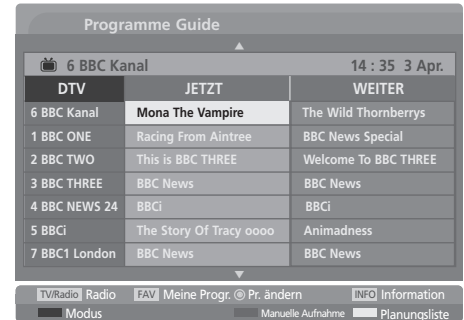 Programme Guide
6 BBC Kanal 14 : 35 3 Apr.
DTV JETZT WEITER
6 BBC Kanal Mona The Vampire The Wild Thornberrys
1 BBC ONE Racing From Aintree BBC News Special
2 BBC TWO This is BBC THREE Welcome To BBC THREE
3 BBC THREE BBC News BBC News
4 BBC NEWS 24 BBCi BBCi
5 BBCi The Story Of Tracy oooo Animadness
7 BBC1 London BBC News BBC News
TV/Radio Radio FAV Meine Progr. Pr. ändern INFO Information
Modus Manuelle Aufnahme Planungsliste